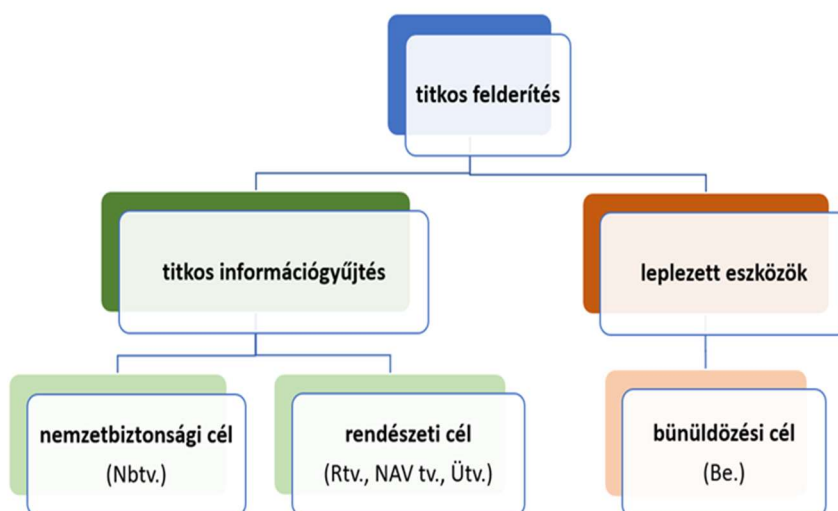 titkos felderítés
titkos információgyűjtés
leplezett eszközök
nemzetbiztonsági cél
(Nbtv.)
rendészeti cél
(Rtv., NAV tv., Ütv.)
bünüldözési cél
(Be.)